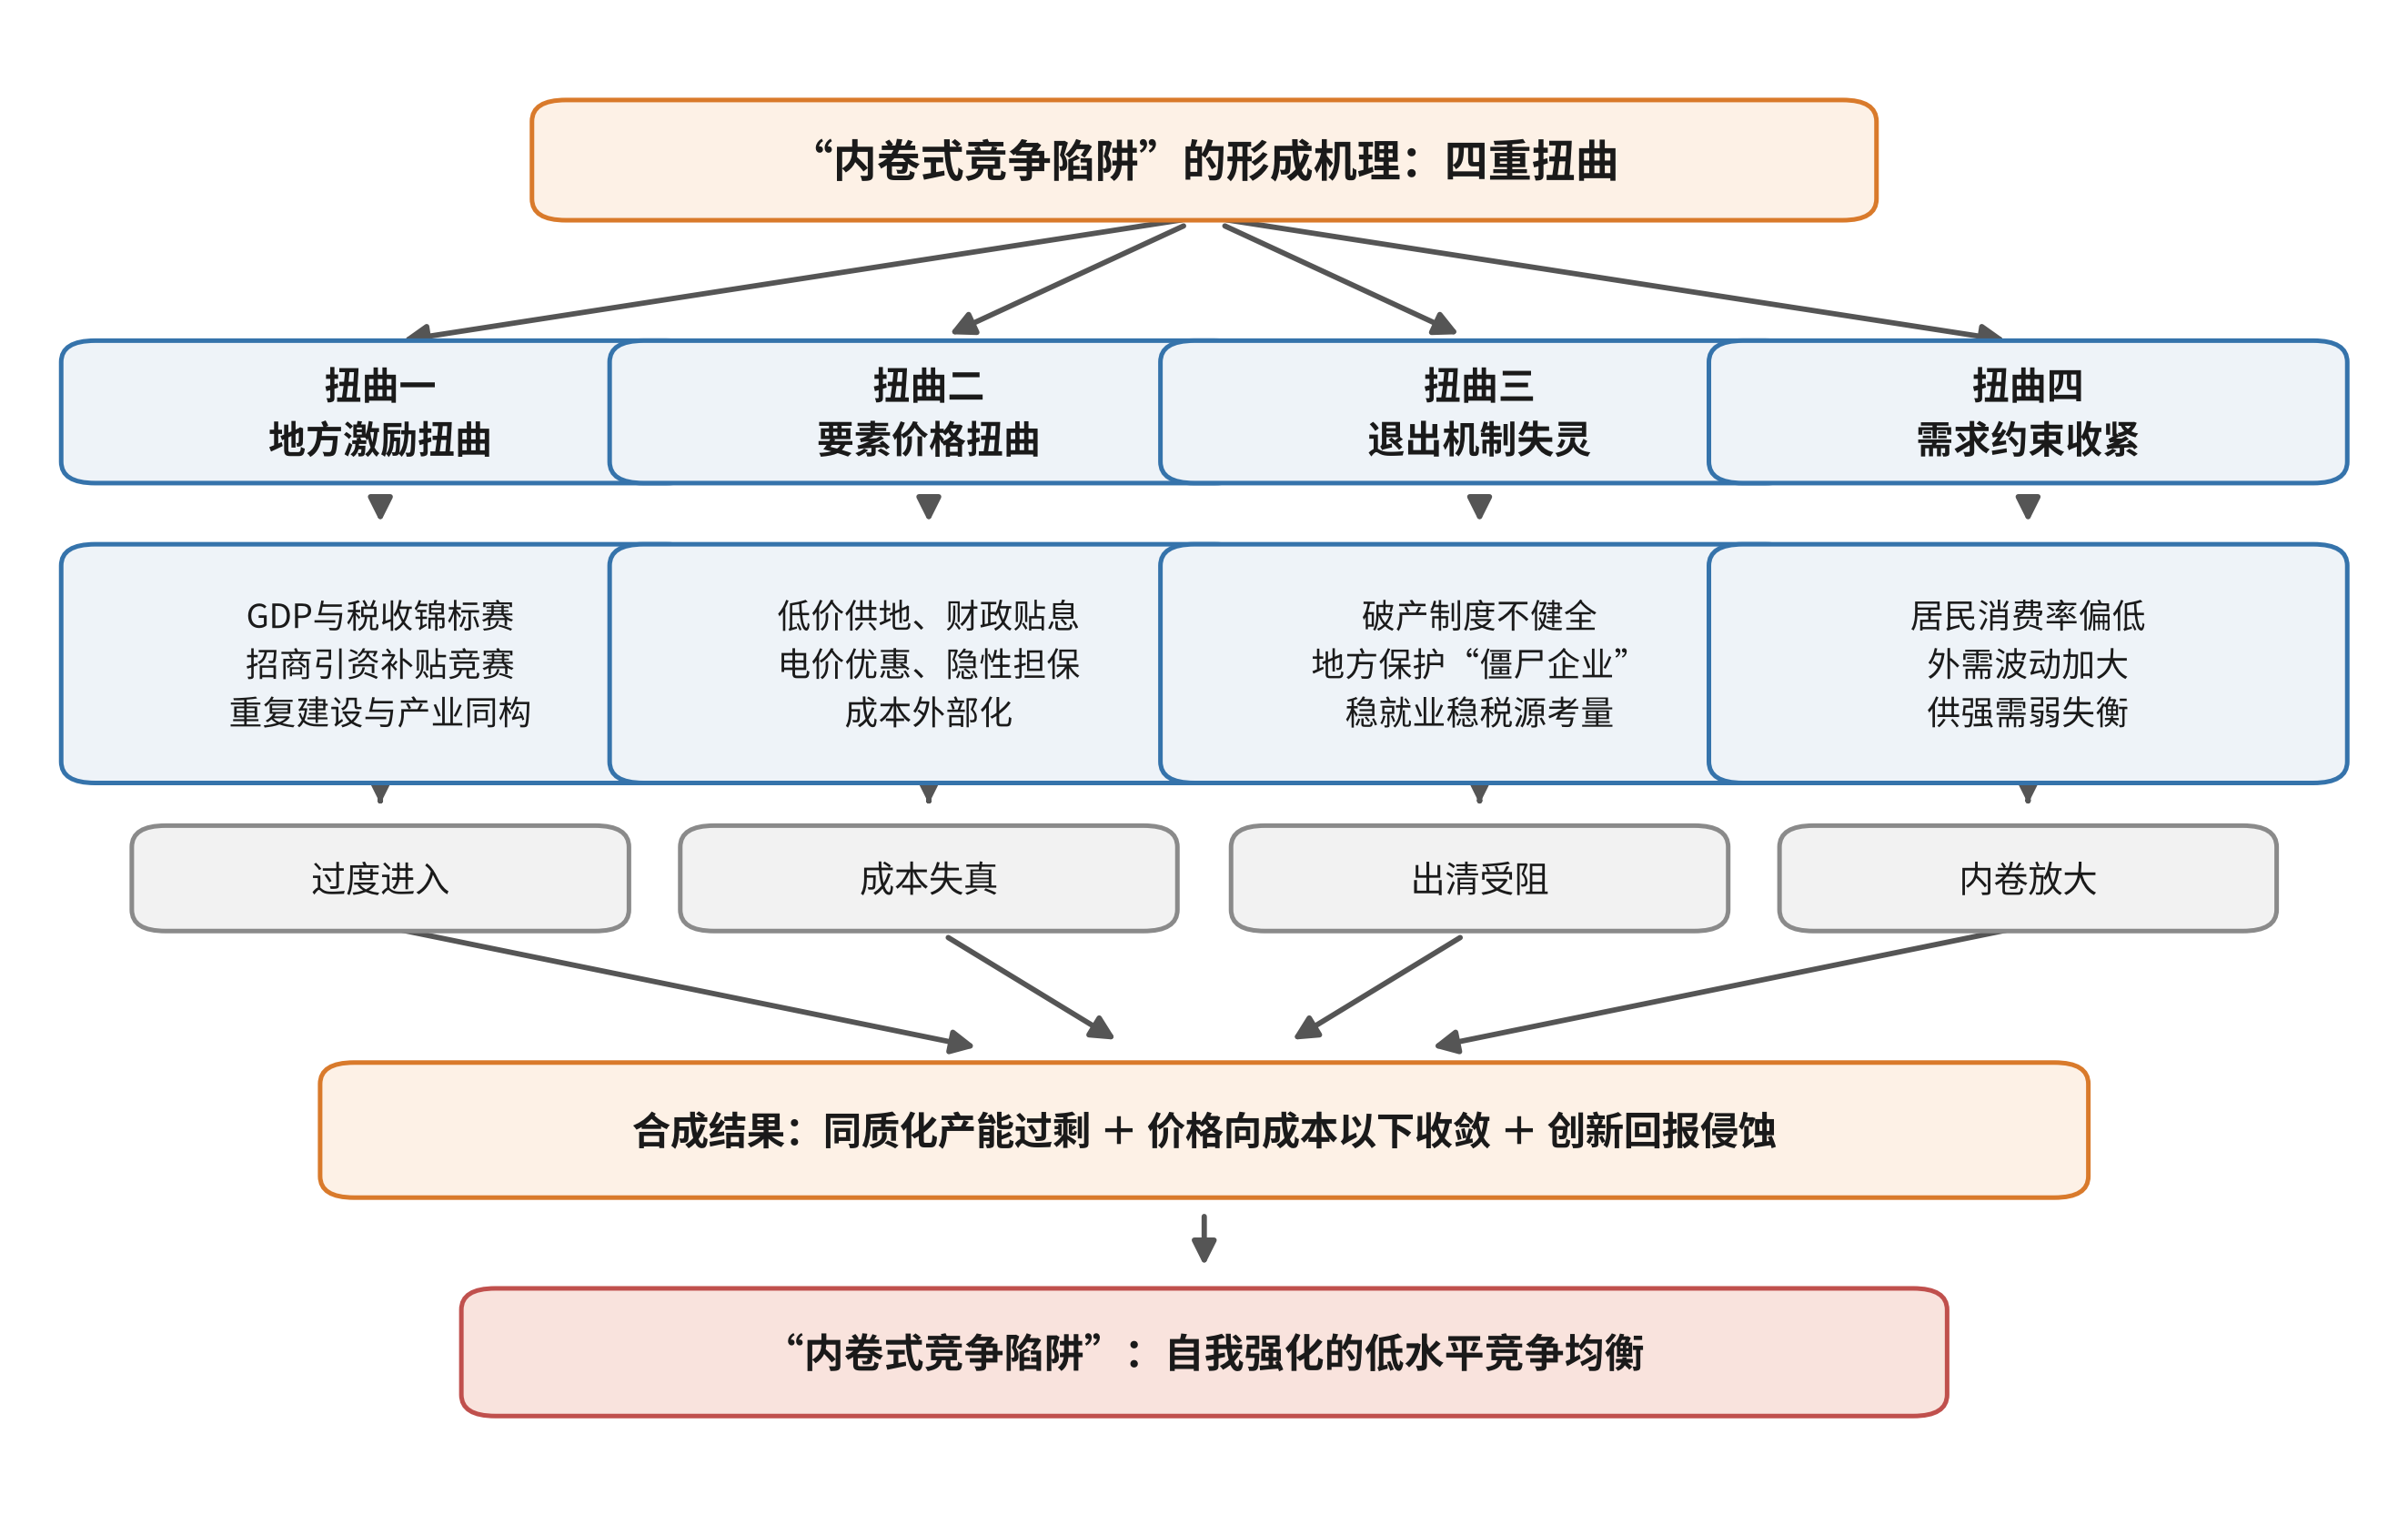 “内卷式竞争陷阱”的形成机理：四重扭曲
扭曲一
地方激励扭曲
扭曲二
要素价格扭曲
扭曲三
退出机制失灵
扭曲四
需求约束收紧
GDP与税收锦标赛
招商引资补贴竞赛
重复建设与产业同构
低价供地、财政贴息
电价优惠、隐性担保
成本外部化
破产制度不健全
地方保护“僵尸企业”
稳就业稳税源考量
居民消费率偏低
外需波动加大
供强需弱失衡
过度进入
成本失真
出清受阻
内卷放大
合成结果：同质化产能过剩 + 价格向成本以下收敛 + 创新回报侵蚀
“内卷式竞争陷阱”：自我强化的低水平竞争均衡